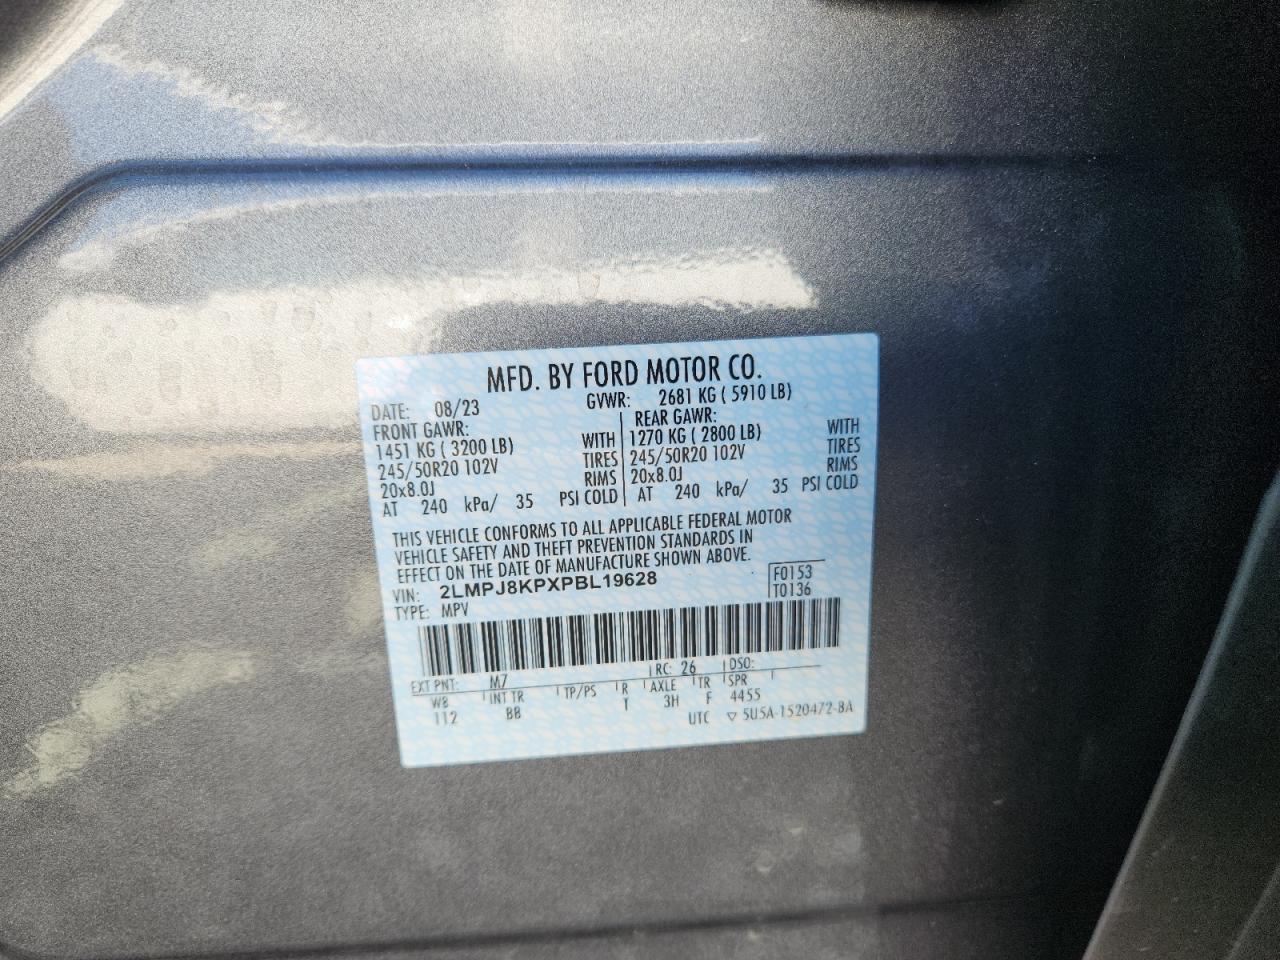 MFD. BY FORD MOTOR CO.
DATE: 08/23 GVWR: 2681 KG ( 5910 LB)
FRONT GAWR: REAR GAWR:
1451 KG ( 3200 LB) WITH 1270 KG ( 2800 LB) WITH
245/50R20 102V TIRES 245/50R20 102V TIRES
20x8.0J RIMS 20x8.0J RIMS
AT 240 kPa/ 35 PSI COLD AT 240 kPa/ 35 PSI COLD
THIS VEHICLE CONFORMS TO ALL APPLICABLE FEDERAL MOTOR
VEHICLE SAFETY AND THEFT PREVENTION STANDARDS IN
EFFECT ON THE DATE OF MANUFACTURE SHOWN ABOVE.
VIN: 2LMPJ8KPXPBL19628 F0153
TYPE: MPV T0136
EXT PNT: M7 RC: 26 DSO:
WB INT TR TP/PS R AXLE TR SPR
112 BB T 3H F 4455
UTC ▽ 5U5A-1520472-BA